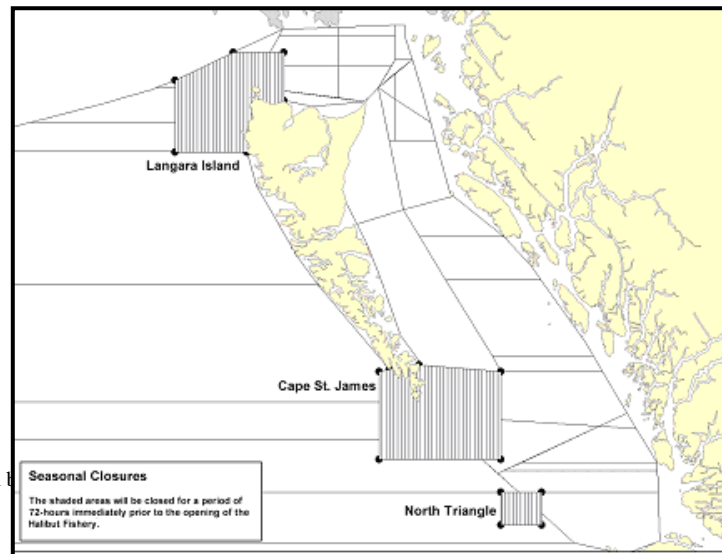 Langara Island
Cape St. James
Seasonal Closures
The shaded areas will be closed for a period of
72-hours immediately prior to the opening of the
Halibut Fishery.
North Triangle